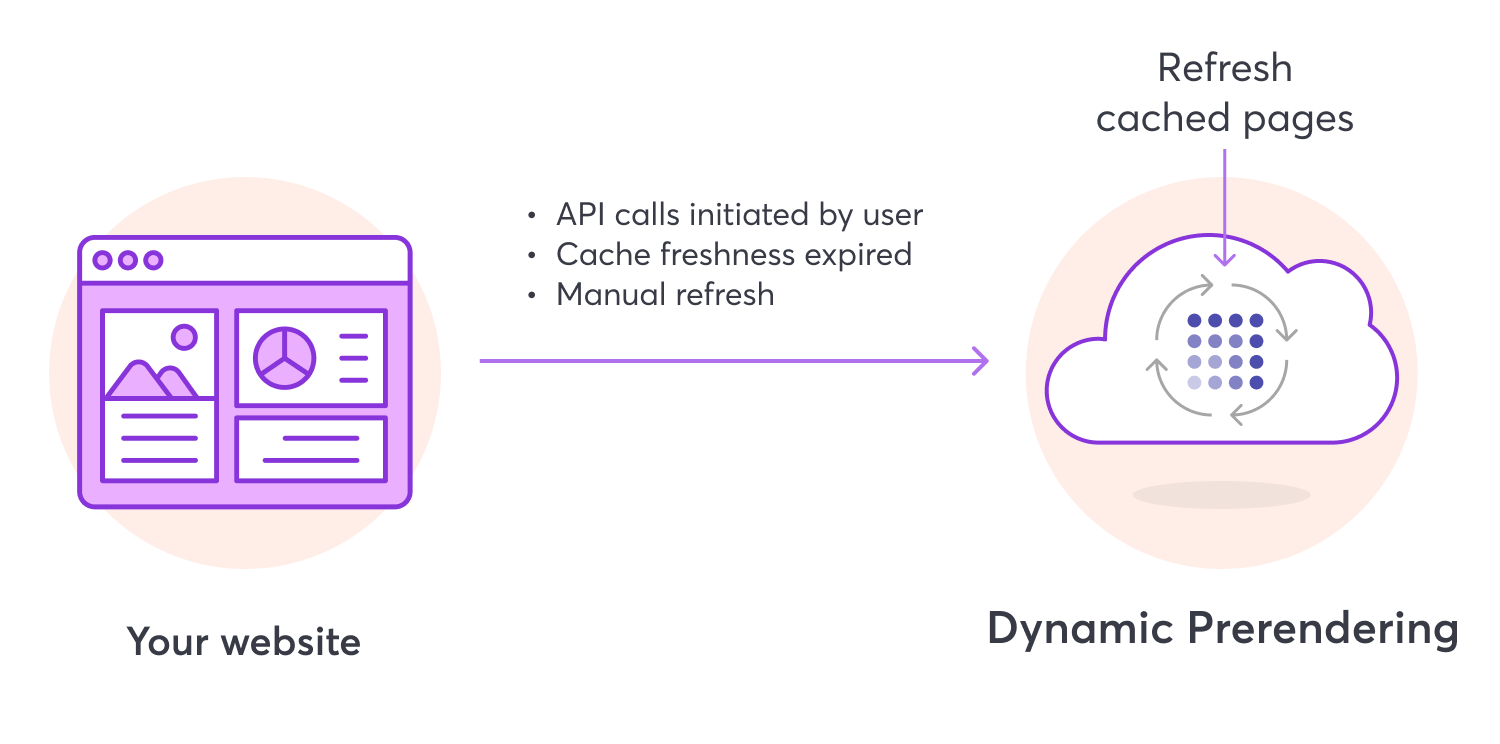 Refresh
cached pages
• API calls initiated by user
• Cache freshness expired
• Manual refresh
Your website
Dynamic Prerendering